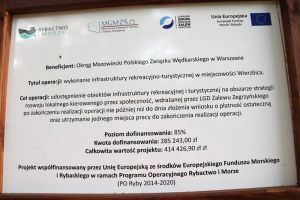 RYBACTWO
MORZE
MGMŻŚ
Unia Europejska
Beneficjent: Okręg Mazowiecki Polskiego Związku Wędkarskiego w Warszawie
Tytuł operacji: wykonanie infrastruktury rekreacyjno-turystycznej w miejscowości Wierzbica.
Cel operacji: udostępnienie obiektów infrastruktury rekreacyjnej i turystycznej na obszarze strategii
rozwoju lokalnego kierowanego przez społeczność, wdrażanej przez LGD Zalewu Zegrzyńskiego
po zakończeniu realizacji operacji nie później niż do dnia złożenia wniosku o płatność ostateczną
oraz utrzymanie jednego miejsca pracy do zakończenia realizacji operacji.
Poziom dofinansowania: 85%
Kwota dofinansowania: 285 243,00 zł
Całkowita wartość projektu: 414 426,90 zł zł
Projekt współfinansowany przez Unię Europejską ze środków Europejskiego Funduszu Morskiego
i Rybackiego w ramach Programu Operacyjnego Rybactwo i Morze
(PO Ryby 2014-2020)